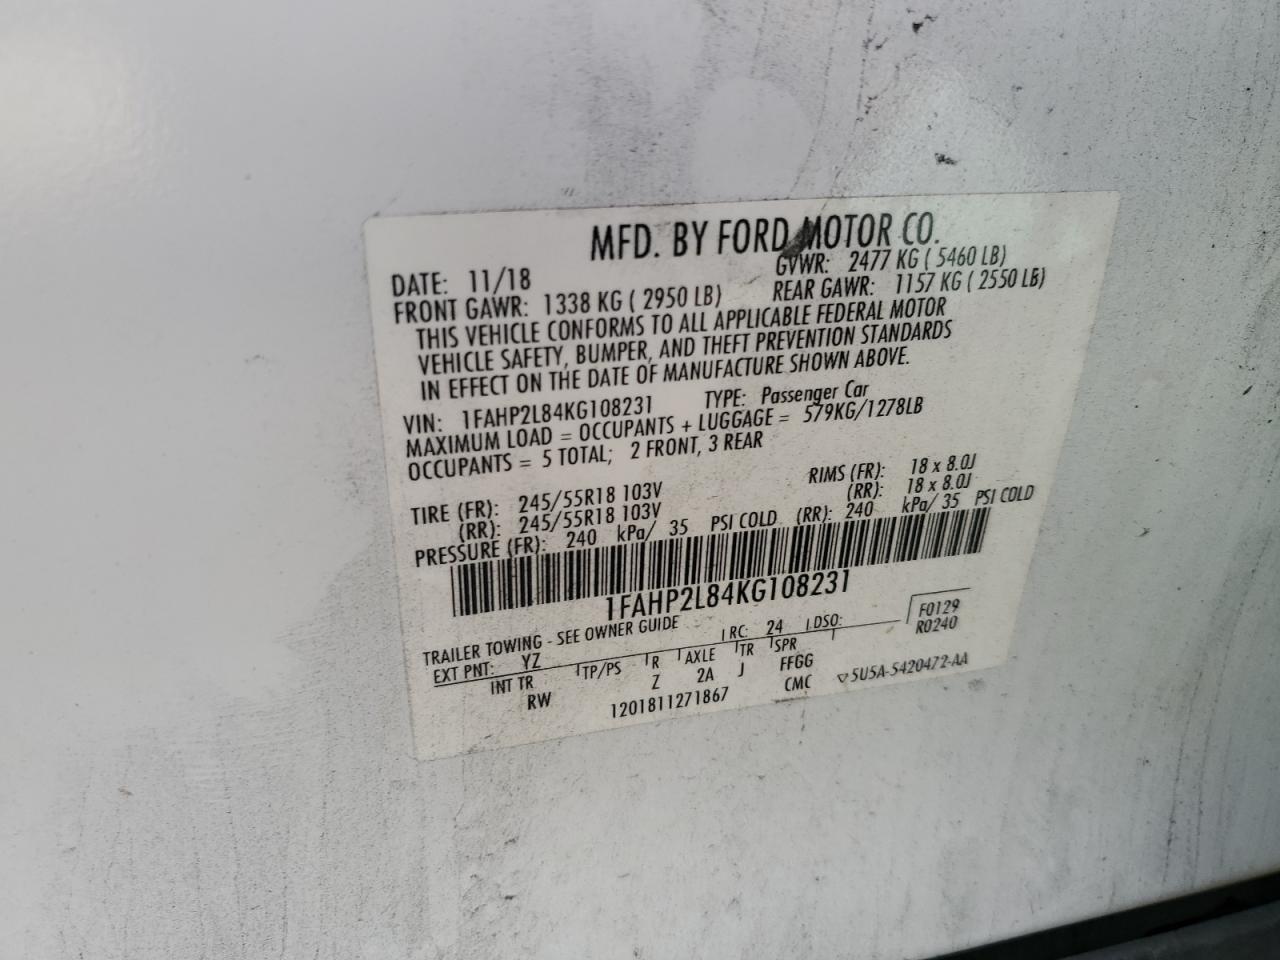 MFD. BY FORD MOTOR CO.
DATE: 11/18 GVWR: 2477 KG ( 5460 LB)
FRONT GAWR: 1338 KG ( 2950 LB) REAR GAWR: 1157 KG ( 2550 LB)
THIS VEHICLE CONFORMS TO ALL APPLICABLE FEDERAL MOTOR
VEHICLE SAFETY, BUMPER, AND THEFT PREVENTION STANDARDS
IN EFFECT ON THE DATE OF MANUFACTURE SHOWN ABOVE.
VIN: 1FAHP2L84KG108231 TYPE: Passenger Car
MAXIMUM LOAD = OCCUPANTS + LUGGAGE = 579KG/1278LB
OCCUPANTS = 5 TOTAL; 2 FRONT, 3 REAR
TIRE (FR): 245/55R18 103V RIMS (FR): 18 x 8.0J
(RR): 245/55R18 103V (RR): 18 x 8.0J
PRESSURE (FR): 240 kPa/ 35 PSI COLD (RR): 240 kPa/ 35 PSI COLD
1FAHP2L84KG108231
TRAILER TOWING - SEE OWNER GUIDE
EXT PNT: YZ RC: 24 DSO: F0129
R0240
INT TR TP/PS R AXLE TR SPR
RW Z 2A J FFGG
1201811271867 CMC ▽5U5A-5420472-AA